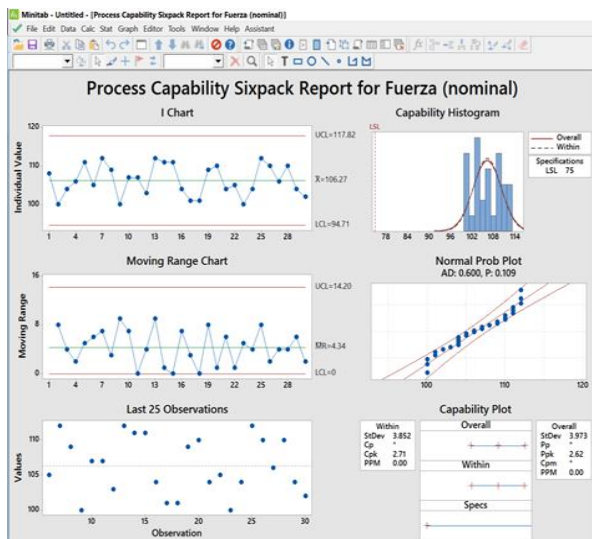 Minitab - Untitled - [Process Capability Sixpack Report for Fuerza (nominal)]
File Edit Data Calc Stat Graph Editor Tools Window Help Assistant
Process Capability Sixpack Report for Fuerza (nominal)
I Chart
Individual Value
120
110
100
UCL=117.82
X̄=106.27
LCL=94.71
1 4 7 10 13 16 19 22 25 28
Capability Histogram
LSL
Overall
Within
Specifications
LSL 75
78 84 90 96 102 108 114
Moving Range Chart
Moving Range
16
8
0
UCL=14.20
M̄R̄=4.34
LCL=0
1 4 7 10 13 16 19 22 25 28
Normal Prob Plot
AD: 0.600, P: 0.109
100 110 120
Last 25 Observations
Values
110
105
100
10 15 20 25 30
Observation
Capability Plot
Within
StDev 3.852
Cp *
Cpk 2.71
PPM 0.00
Overall
Within
Specs
Overall
StDev 3.973
Pp *
Ppk 2.62
Cpm *
PPM 0.00